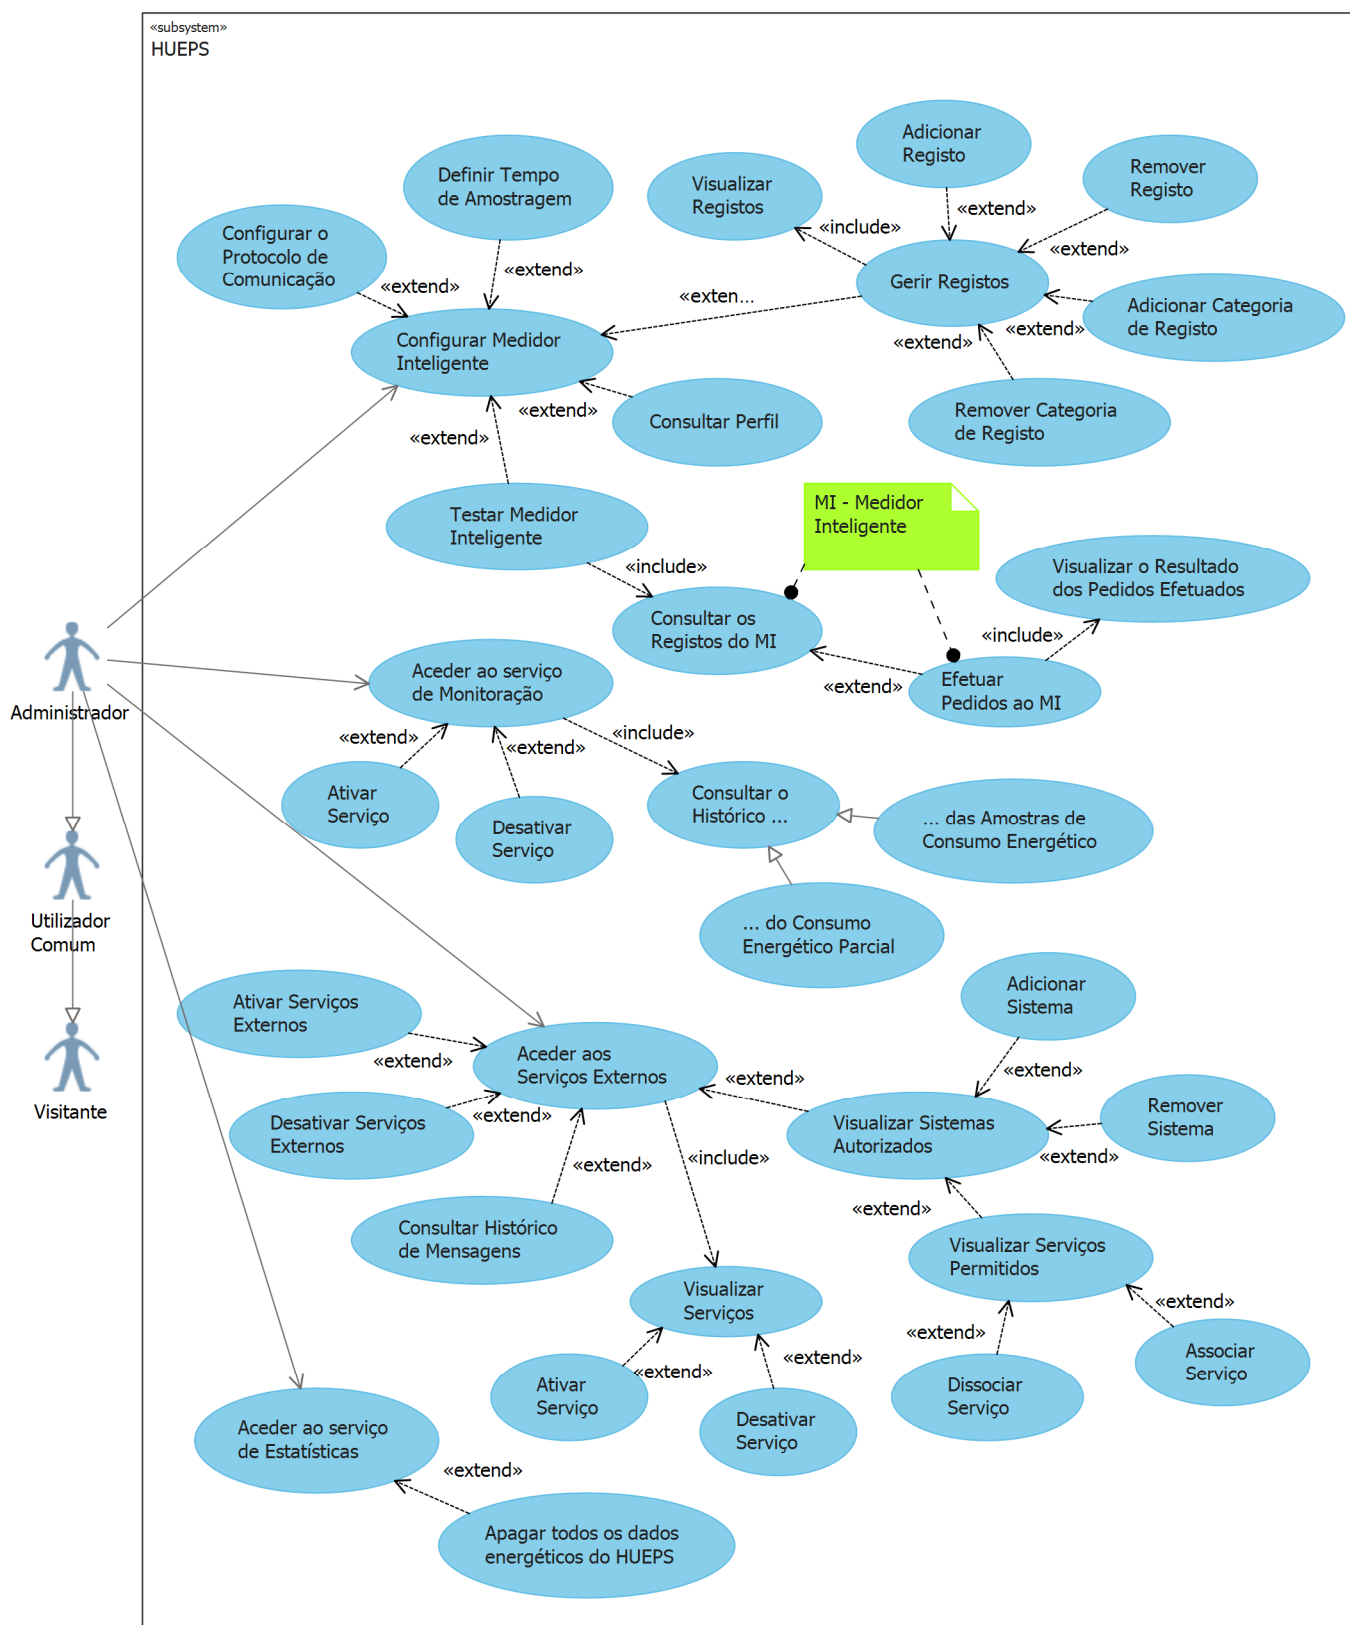 «subsystem»
HUEPS
Adicionar
Registo
Definir Tempo
de Amostragem
Visualizar
Registos
Remover
Registo
«extend»
«include»
«extend»
Configurar o
Protocolo de
Comunicação
«extend»
«extend»
«exten...
Gerir Registos
Adicionar Categoria
de Registo
«extend»
«extend»
Configurar Medidor
Inteligente
«extend»
«extend»
Consultar Perfil
Remover Categoria
de Registo
Testar Medidor
Inteligente
MI - Medidor
Inteligente
«include»
Visualizar o Resultado
dos Pedidos Efetuados
Consultar os
Registos do MI
«include»
«extend»
Efetuar
Pedidos ao MI
Administrador
Aceder ao serviço
de Monitoração
«extend»
«extend»
«include»
Ativar
Serviço
Desativar
Serviço
Consultar o
Histórico ...
... das Amostras de
Consumo Energético
... do Consumo
Energético Parcial
Utilizador
Comum
Visitante
Ativar Serviços
Externos
«extend»
Aceder aos
Serviços Externos
«extend»
Adicionar
Sistema
«extend»
Desativar Serviços
Externos
«extend»
Visualizar Sistemas
Autorizados
Remover
Sistema
«extend»
«extend»
«include»
Consultar Histórico
de Mensagens
«extend»
Visualizar Serviços
Permitidos
Visualizar
Serviços
«extend»
«extend»
Associar
Serviço
«extend»
«extend»
Ativar
Serviço
Desativar
Serviço
Dissociar
Serviço
Aceder ao serviço
de Estatísticas
«extend»
Apagar todos os dados
energéticos do HUEPS